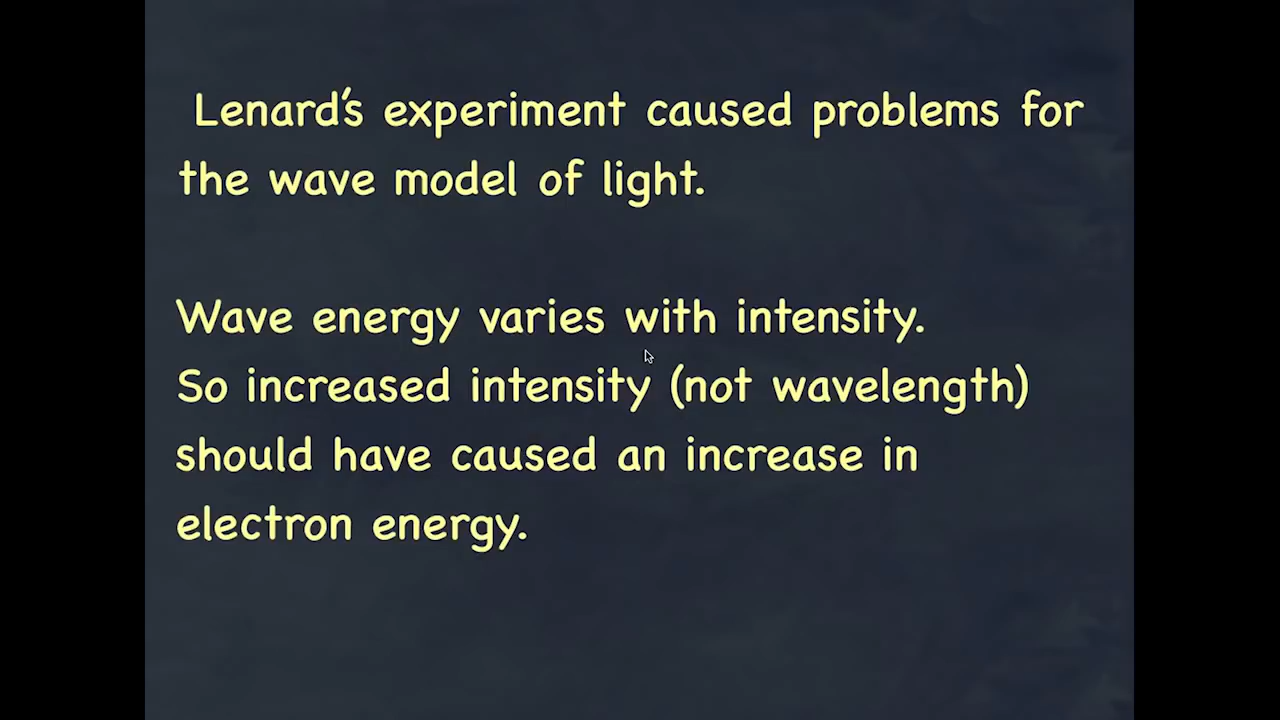 Lenard's experiment caused problems for
the wave model of light.
Wave energy varies with intensity.
So increased intensity (not wavelength)
should have caused an increase in
electron energy.